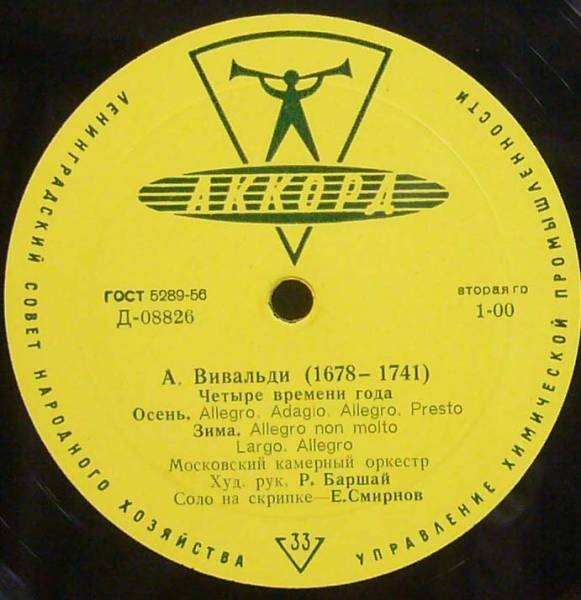 ЛЕНИНГРАДСКИЙ СОВЕТ НАРОДНОГО ХОЗЯЙСТВА
УПРАВЛЕНИЕ ХИМИЧЕСКОЙ ПРОМЫШЛЕННОСТИ
АККОРД
ГОСТ 5289-56
Д-08826
вторая гр
1-00
А. Вивальди (1678–1741)
Четыре времени года
Осень. Allegro. Adagio. Allegro. Presto
Зима. Allegro non molto
Largo. Allegro
Московский камерный оркестр
Худ. рук. Р. Баршай
Соло на скрипке—Е.Смирнов
33